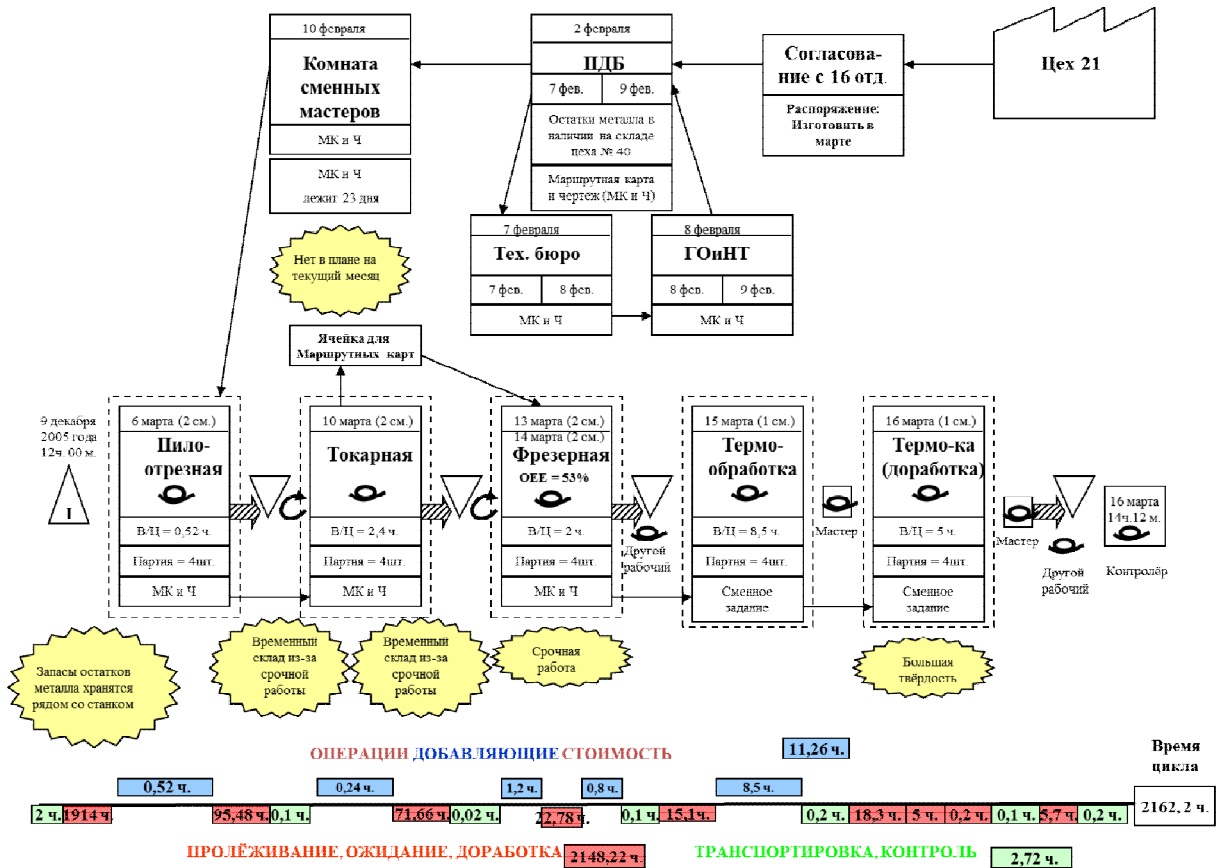 10 февраля
Комната
сменных
мастеров
МК и Ч
МК и Ч
лежит 23 дня
2 февраля
ПДБ
7 фев.
9 фев.
Остатки металла в
наличии на складе
цеха № 40
Маршрутная карта
и чертеж (МК и Ч)
Согласова-
ние с 16 отд.
Распоряжение:
Изготовить в
марте
Цех 21
7 февраля
Тех. бюро
7 фев.
8 фев.
МК и Ч
8 февраля
ГОиНТ
8 фев.
9 фев.
МК и Ч
Нет в плане на
текущий месяц
Ячейка для
Маршрутных карт
9 декабря
2005 года
12ч. 00 м.
I
6 марта (2 см.)
Пило-
отрезная
В/Ц = 0,52 ч.
Партия = 4шт.
МК и Ч
10 марта (2 см.)
Токарная
В/Ц = 2,4 ч.
Партия = 4шт.
МК и Ч
13 марта (2 см.)
14 марта (2 см.)
Фрезерная
OEE = 53%
В/Ц = 2 ч.
Партия = 4шт.
МК и Ч
Другой
рабочий
15 марта (1 см.)
Термо-
обработка
В/Ц = 8,5 ч.
Партия = 4шт.
Сменное
задание
Мастер
16 марта (1 см.)
Термо-ка
(доработка)
В/Ц = 5 ч.
Партия = 4шт.
Сменное
задание
Мастер
Другой
рабочий
16 марта
14ч.12 м.
Контролёр
Запасы остатков
металла хранятся
рядом со станком
Временный
склад из-за
срочной
работы
Временный
склад из-за
срочной
работы
Срочная
работа
Большая
твёрдость
ОПЕРАЦИИ ДОБАВЛЯЮЩИЕ СТОИМОСТЬ
11,26 ч.
Время
цикла
0,52 ч.
0,24 ч.
1,2 ч.
0,8 ч.
8,5 ч.
2162, 2 ч.
2 ч.
1914 ч.
95,48 ч.
0,1 ч.
71,66 ч.
0,02 ч.
22,78 ч.
0,1 ч.
15,1 ч.
0,2 ч.
18,3 ч.
5 ч.
0,2 ч.
0,1 ч.
5,7 ч.
0,2 ч.
ПРОЛЁЖИВАНИЕ, ОЖИДАНИЕ, ДОРАБОТКА
2148,22 ч.
ТРАНСПОРТИРОВКА, КОНТРОЛЬ
2,72 ч.